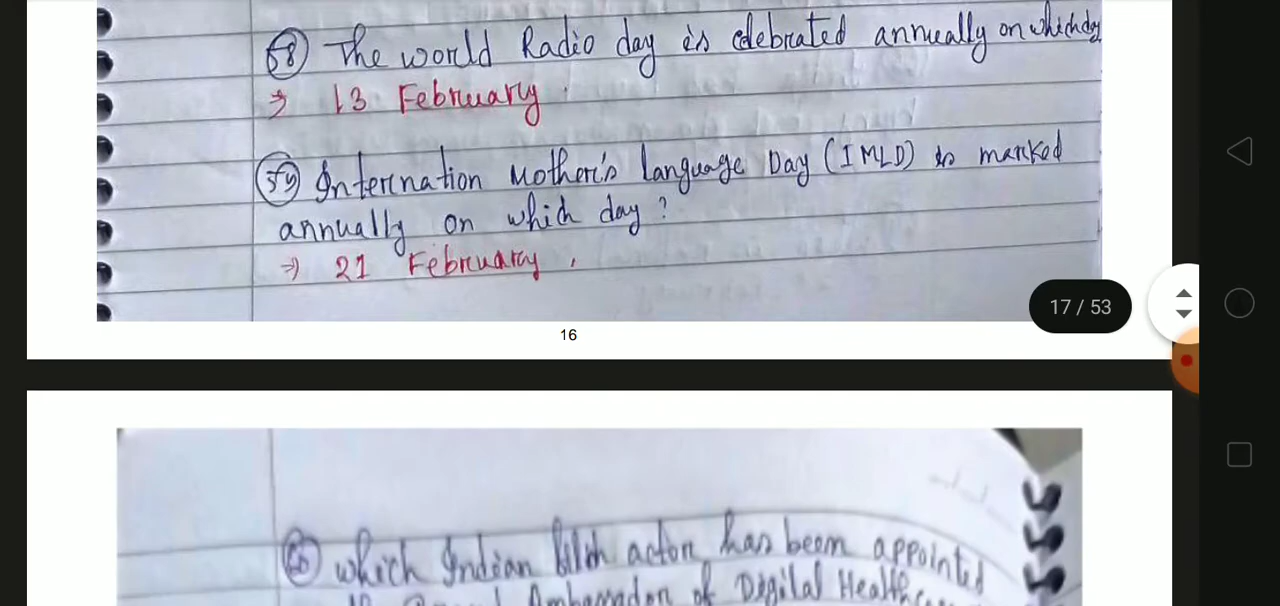 58 The world Radio day is celebrated annually on which day
⇒ 13 February.
59 Internation Mother's Language Day (IMLD) is marked
annually on which day?
⇒ 21 February.
17 / 53
16
60 Which Indian film actor has been appointed
Brand Ambassador of Digital Health